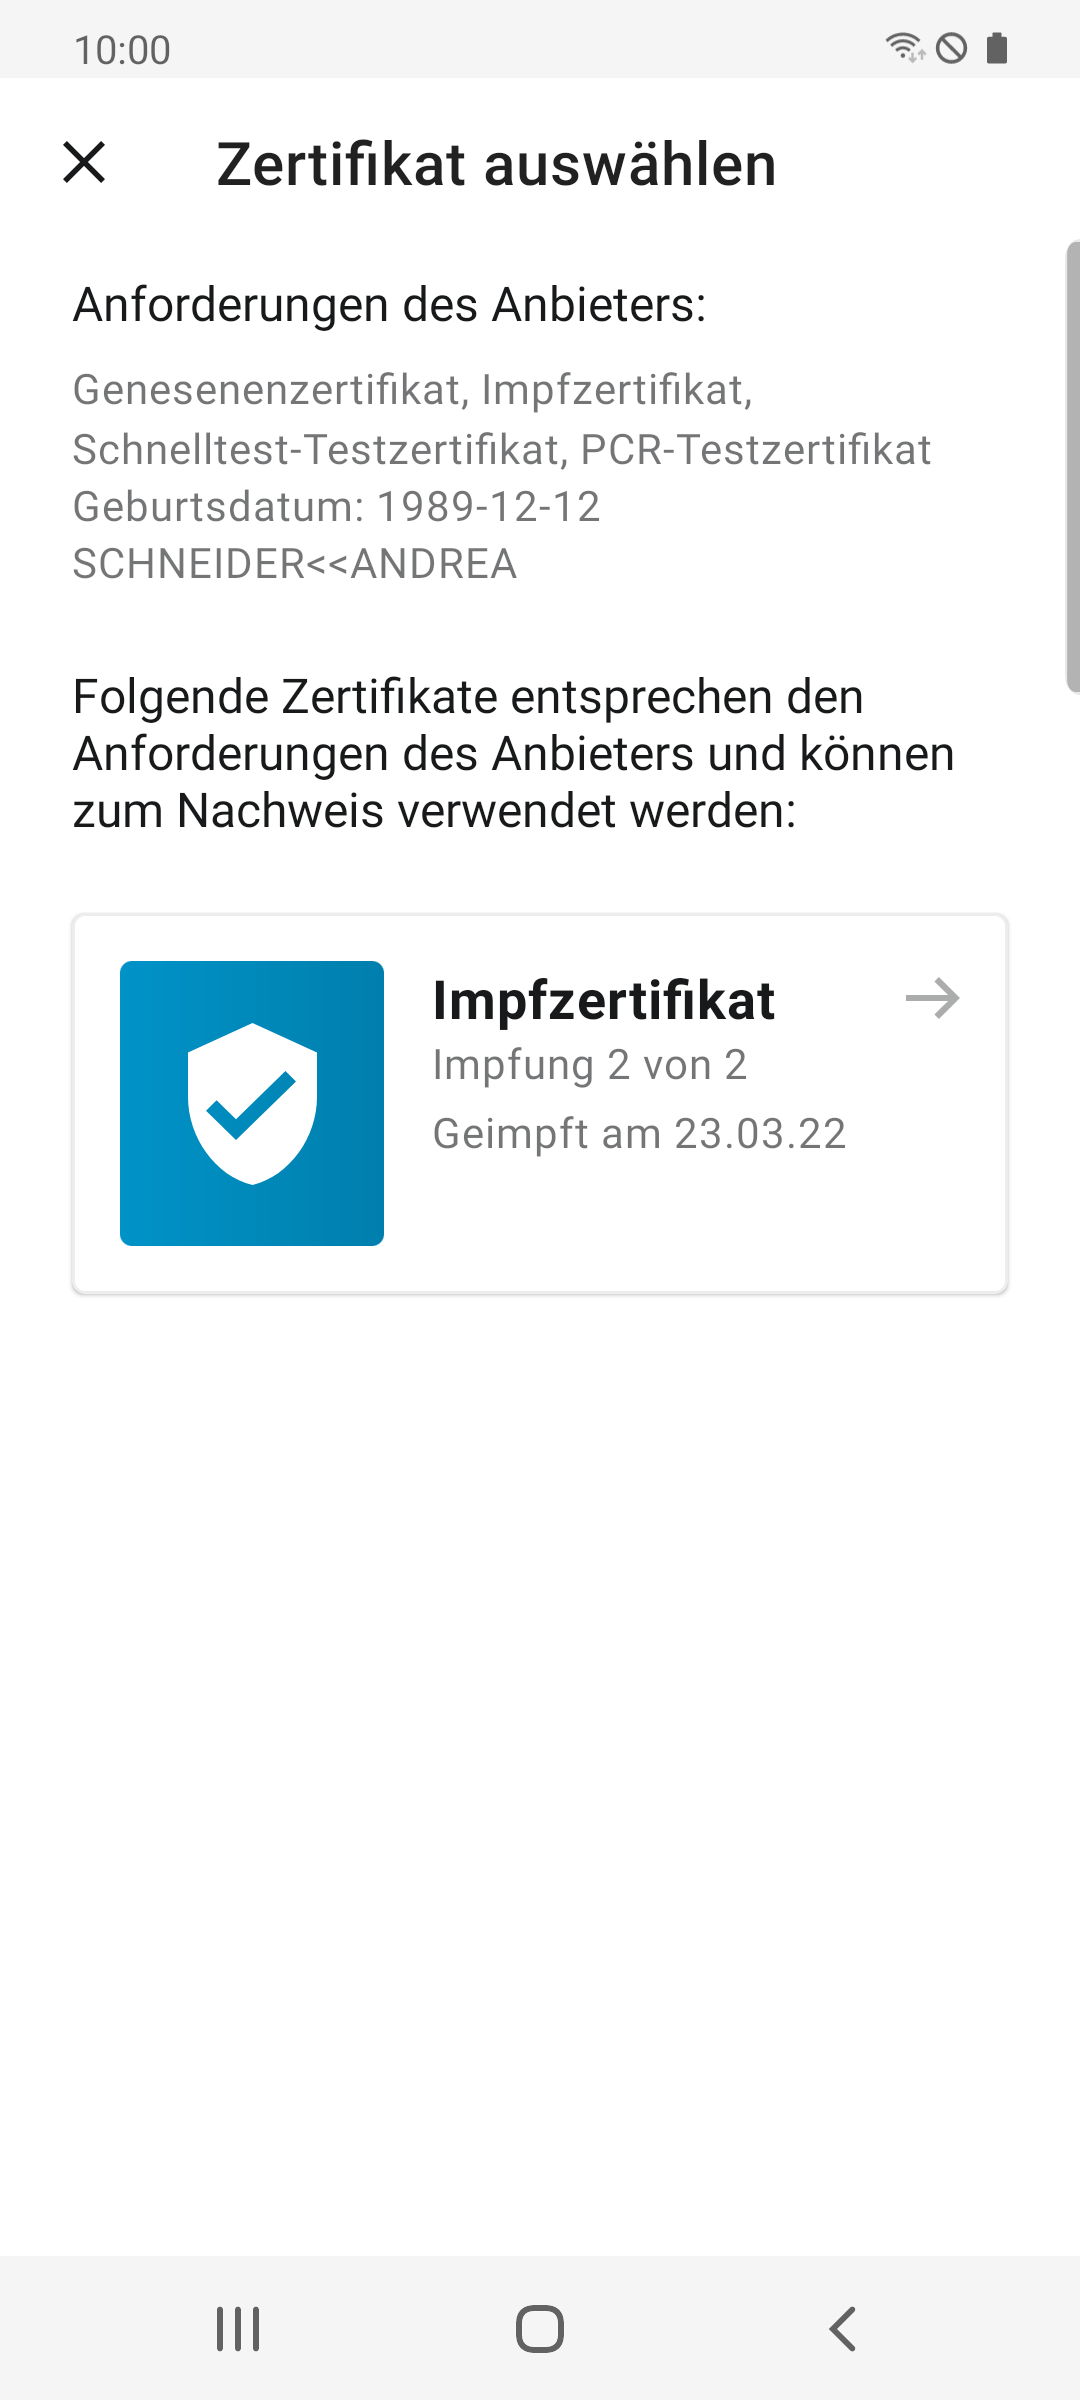 10:00
Zertifikat auswählen
Anforderungen des Anbieters:
Genesenenzertifikat, Impfzertifikat,
Schnelltest-Testzertifikat, PCR-Testzertifikat
Geburtsdatum: 1989-12-12
SCHNEIDER<<ANDREA
Folgende Zertifikate entsprechen den
Anforderungen des Anbieters und können
zum Nachweis verwendet werden:
Impfzertifikat
Impfung 2 von 2
Geimpft am 23.03.22